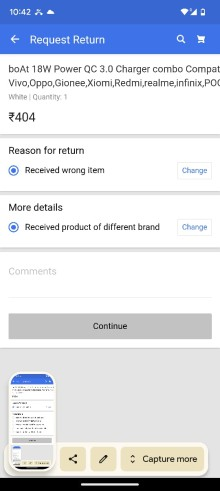 10:42
Request Return
boAt 18W Power QC 3.0 Charger combo Compat
Vivo,Oppo,Gionee,Xiomi,Redmi,realme,infinix,POC
White | Quantity: 1
₹404
Reason for return
Received wrong item
Change
More details
Received product of different brand
Change
Comments
Continue
Capture more